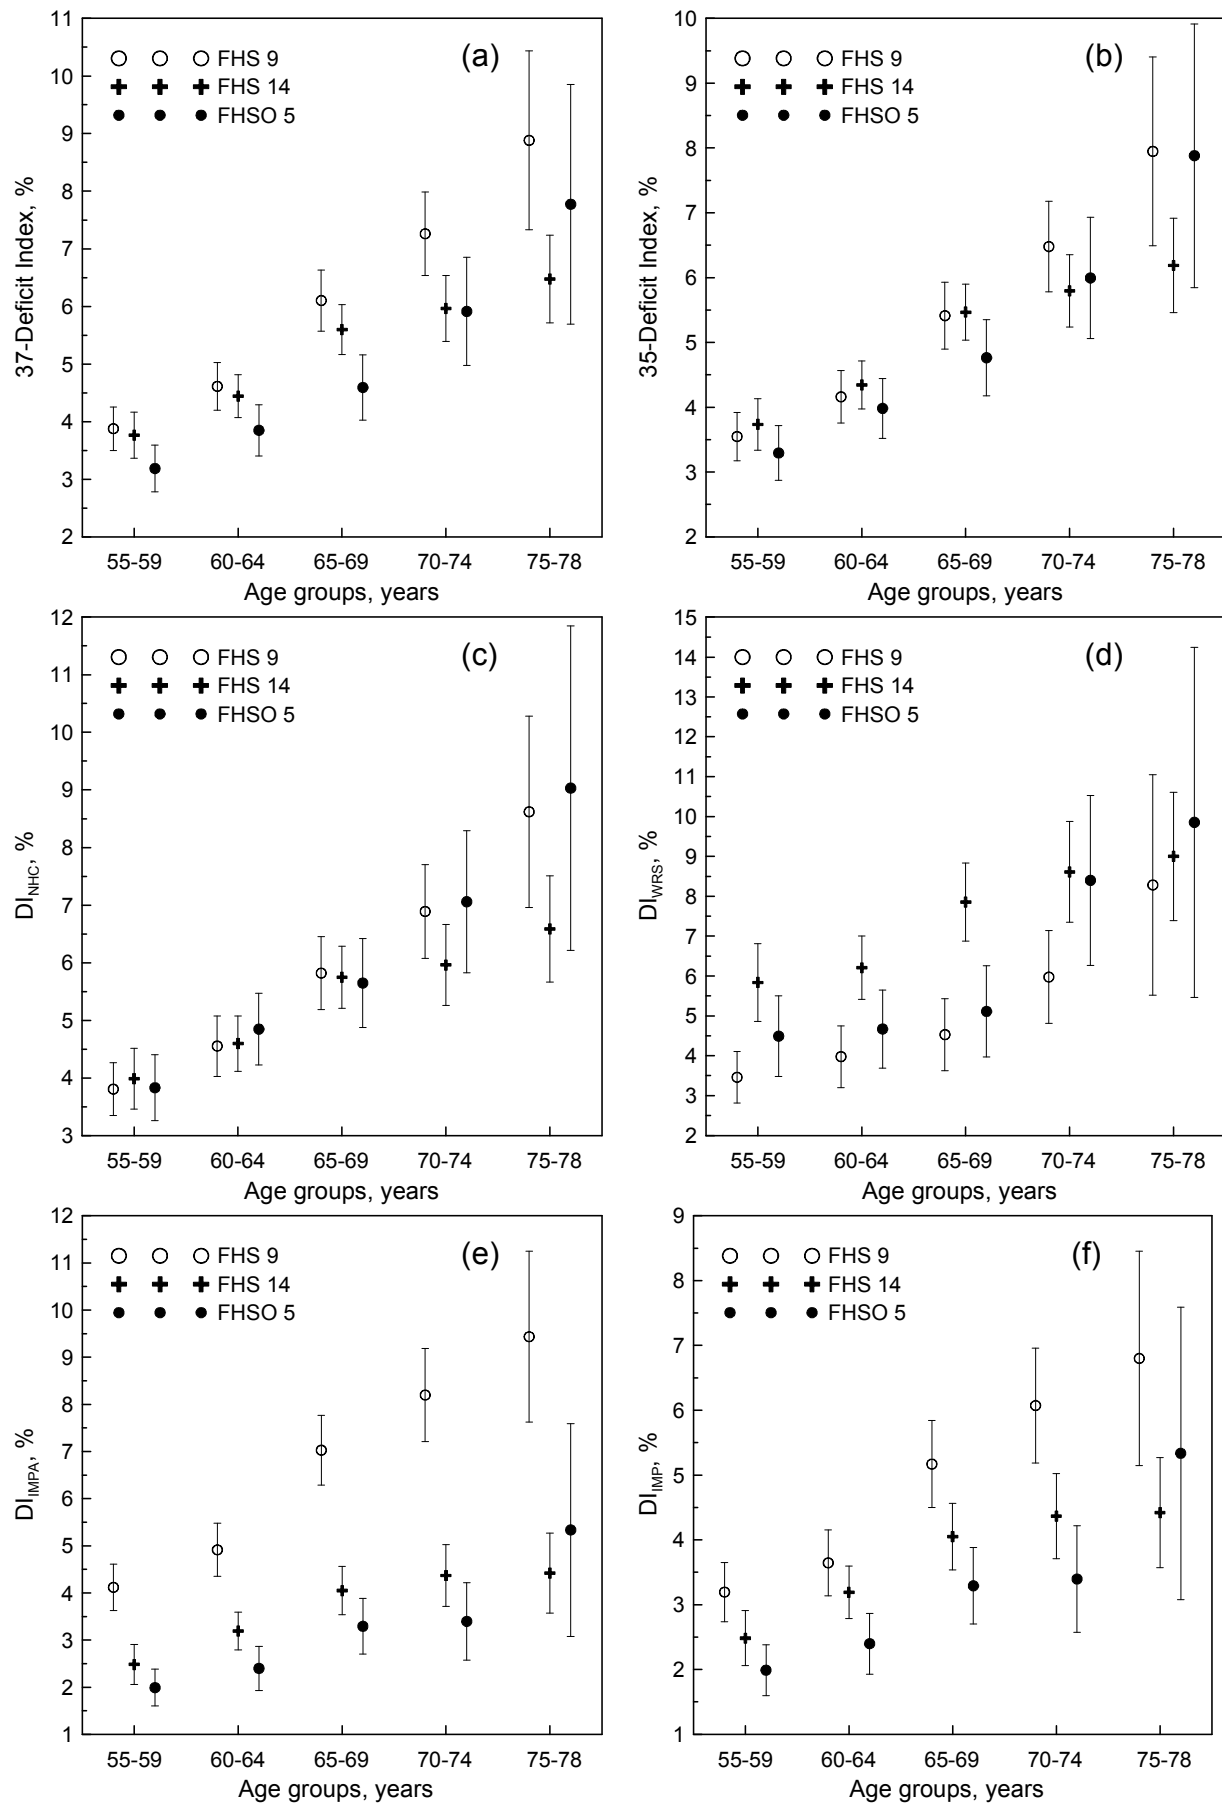 11
10
9
8
7
6
5
4
3
2
37-Deficit Index, %
(a)
FHS 9
FHS 14
FHSO 5
55-59 60-64 65-69 70-74 75-78
Age groups, years
10
9
8
7
6
5
4
3
2
35-Deficit Index, %
(b)
FHS 9
FHS 14
FHSO 5
55-59 60-64 65-69 70-74 75-78
Age groups, years
12
11
10
9
8
7
6
5
4
3
DI_NHC, %
(c)
FHS 9
FHS 14
FHSO 5
55-59 60-64 65-69 70-74 75-78
Age groups, years
15
14
13
12
11
10
9
8
7
6
5
4
3
2
DI_WRS, %
(d)
FHS 9
FHS 14
FHSO 5
55-59 60-64 65-69 70-74 75-78
Age groups, years
12
11
10
9
8
7
6
5
4
3
2
1
DI_IMPA, %
(e)
FHS 9
FHS 14
FHSO 5
55-59 60-64 65-69 70-74 75-78
Age groups, years
9
8
7
6
5
4
3
2
1
DI_IMP, %
(f)
FHS 9
FHS 14
FHSO 5
55-59 60-64 65-69 70-74 75-78
Age groups, years